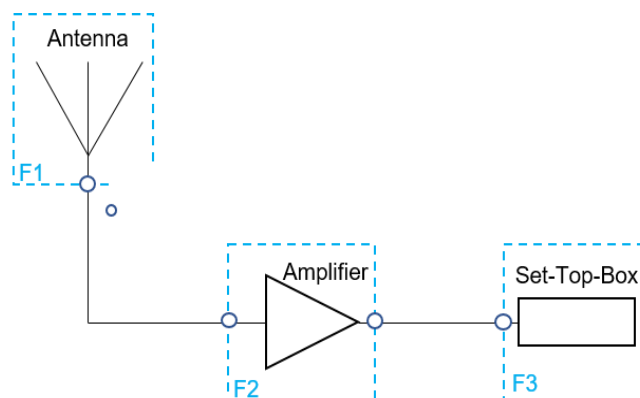 Antenna
F1
Amplifier
Set-Top-Box
F2
F3